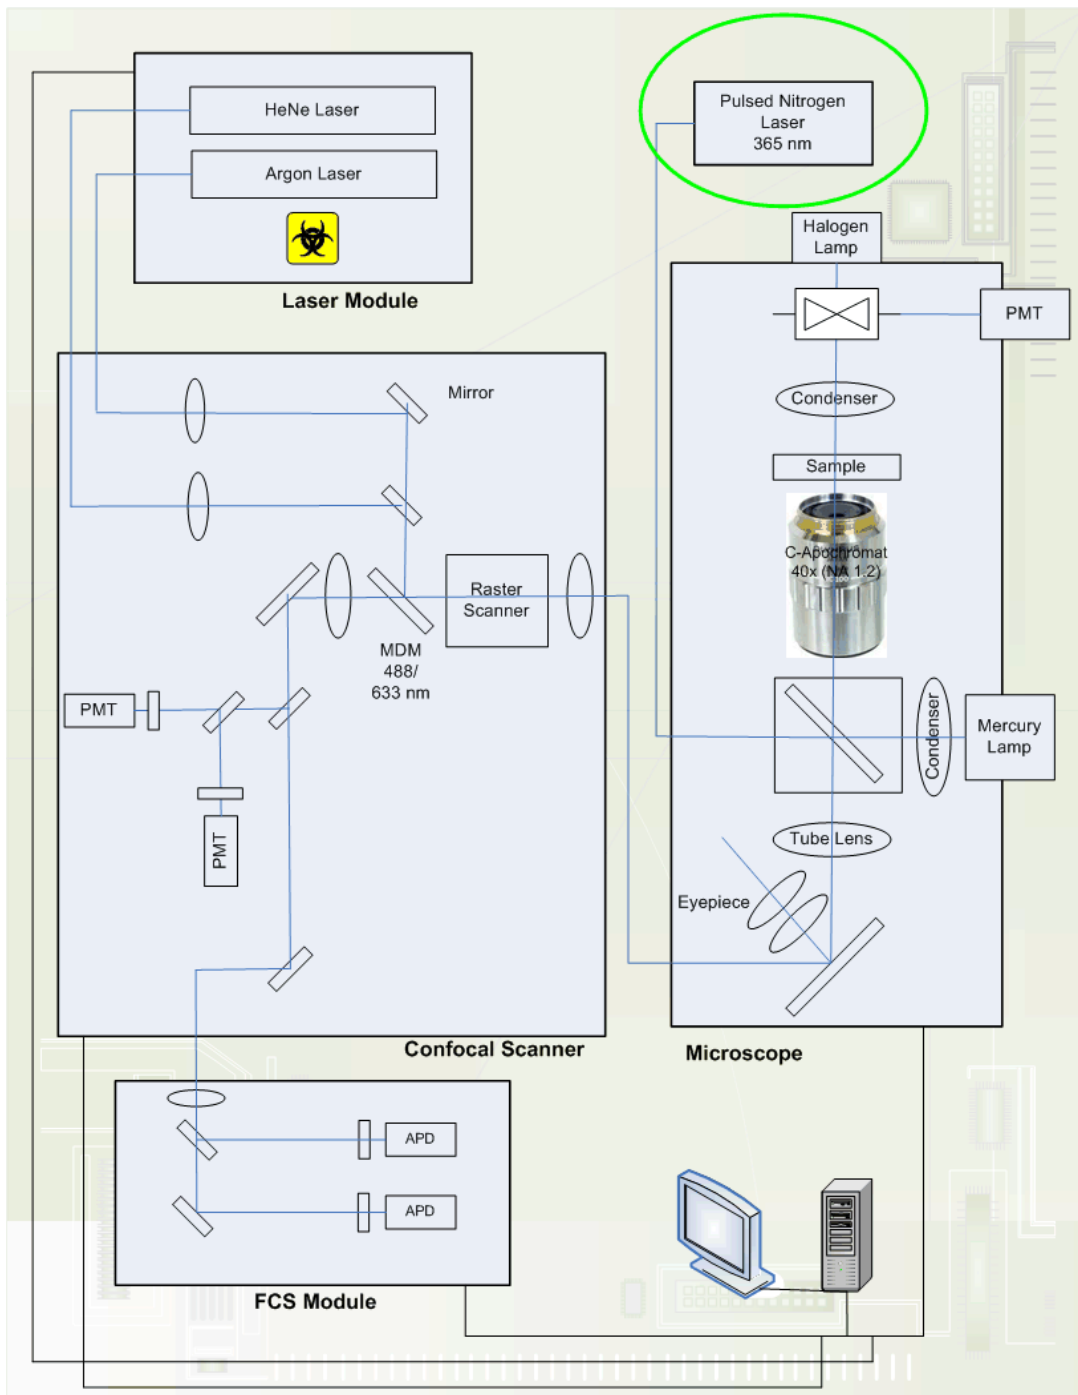 HeNe Laser
Argon Laser
Laser Module
Pulsed Nitrogen
Laser
365 nm
Halogen
Lamp
PMT
Condenser
Sample
C-Apochromat
40x (NA 1.2)
Condenser
Mercury
Lamp
Tube Lens
Eyepiece
Microscope
Mirror
Raster
Scanner
MDM
488/
633 nm
PMT
PMT
Confocal Scanner
APD
APD
FCS Module